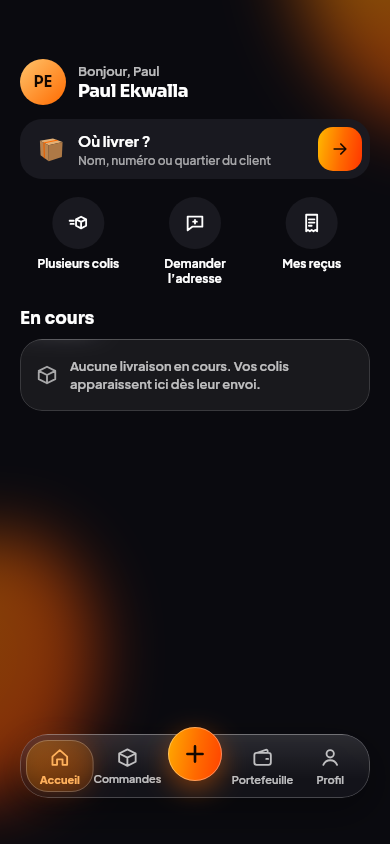 PE
Bonjour, Paul
Paul Ekwalla
Où livrer ?
Nom, numéro ou quartier du client
Plusieurs colis
Demander
l'adresse
Mes reçus
En cours
Aucune livraison en cours. Vos colis
apparaissent ici dès leur envoi.
Accueil
Commandes
Portefeuille
Profil